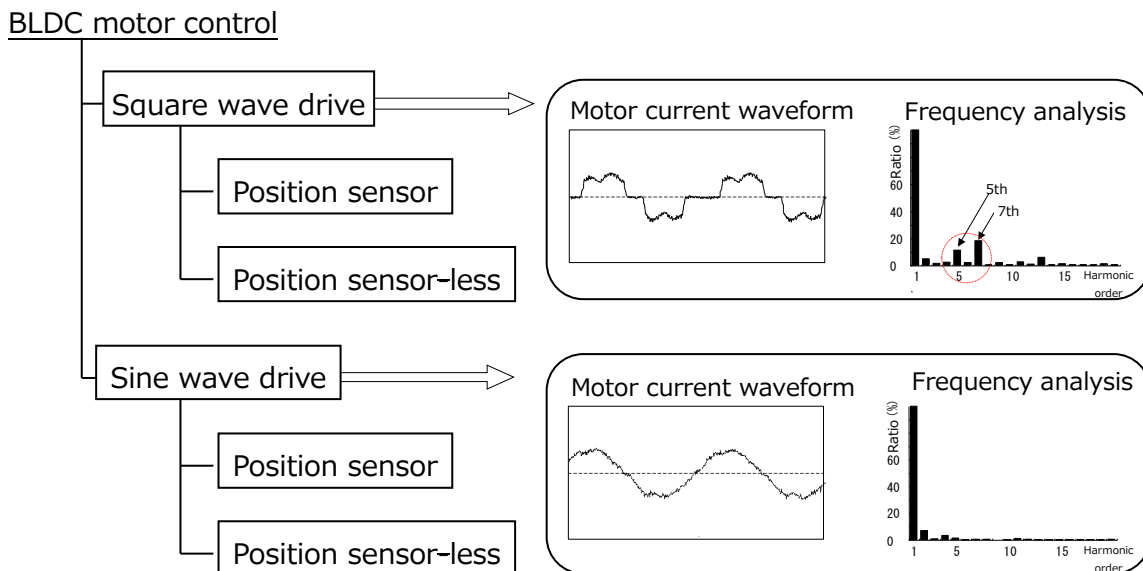 BLDC motor control
Square wave drive
Position sensor
Position sensor-less
Motor current waveform
Frequency analysis
Ratio (%)
60
40
20
0
5th
7th
1
5
10
15
Harmonic
order
Sine wave drive
Position sensor
Position sensor-less
Motor current waveform
Frequency analysis
Ratio (%)
60
40
20
0
1
5
10
15
Harmonic
order